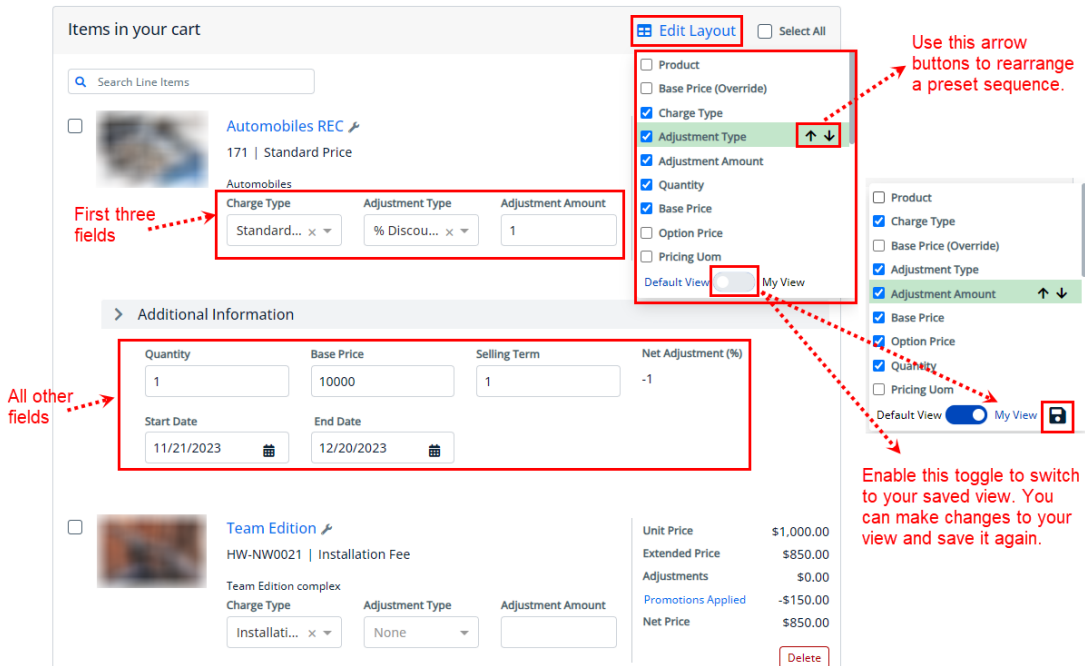 Items in your cart
Edit Layout
Select All
Use this arrow
buttons to rearrange
a preset sequence.
Search Line Items
Product
Base Price (Override)
Charge Type
Adjustment Type
Adjustment Amount
Quantity
Base Price
Option Price
Pricing Uom
Default View
My View
Automobiles REC
171 | Standard Price
Automobiles
Charge Type
Adjustment Type
Adjustment Amount
Standard...
% Discou...
1
First three
fields
Product
Charge Type
Base Price (Override)
Adjustment Type
Adjustment Amount
Base Price
Option Price
Quantity
Pricing Uom
Default View
My View
Additional Information
Quantity
Base Price
Selling Term
Net Adjustment (%)
1
10000
1
-1
Start Date
End Date
11/21/2023
12/20/2023
All other
fields
Enable this toggle to switch
to your saved view. You
can make changes to your
view and save it again.
Team Edition
HW-NW0021 | Installation Fee
Team Edition complex
Charge Type
Adjustment Type
Adjustment Amount
Installati...
None
Unit Price $1,000.00
Extended Price $850.00
Adjustments $0.00
Promotions Applied -$150.00
Net Price $850.00
Delete